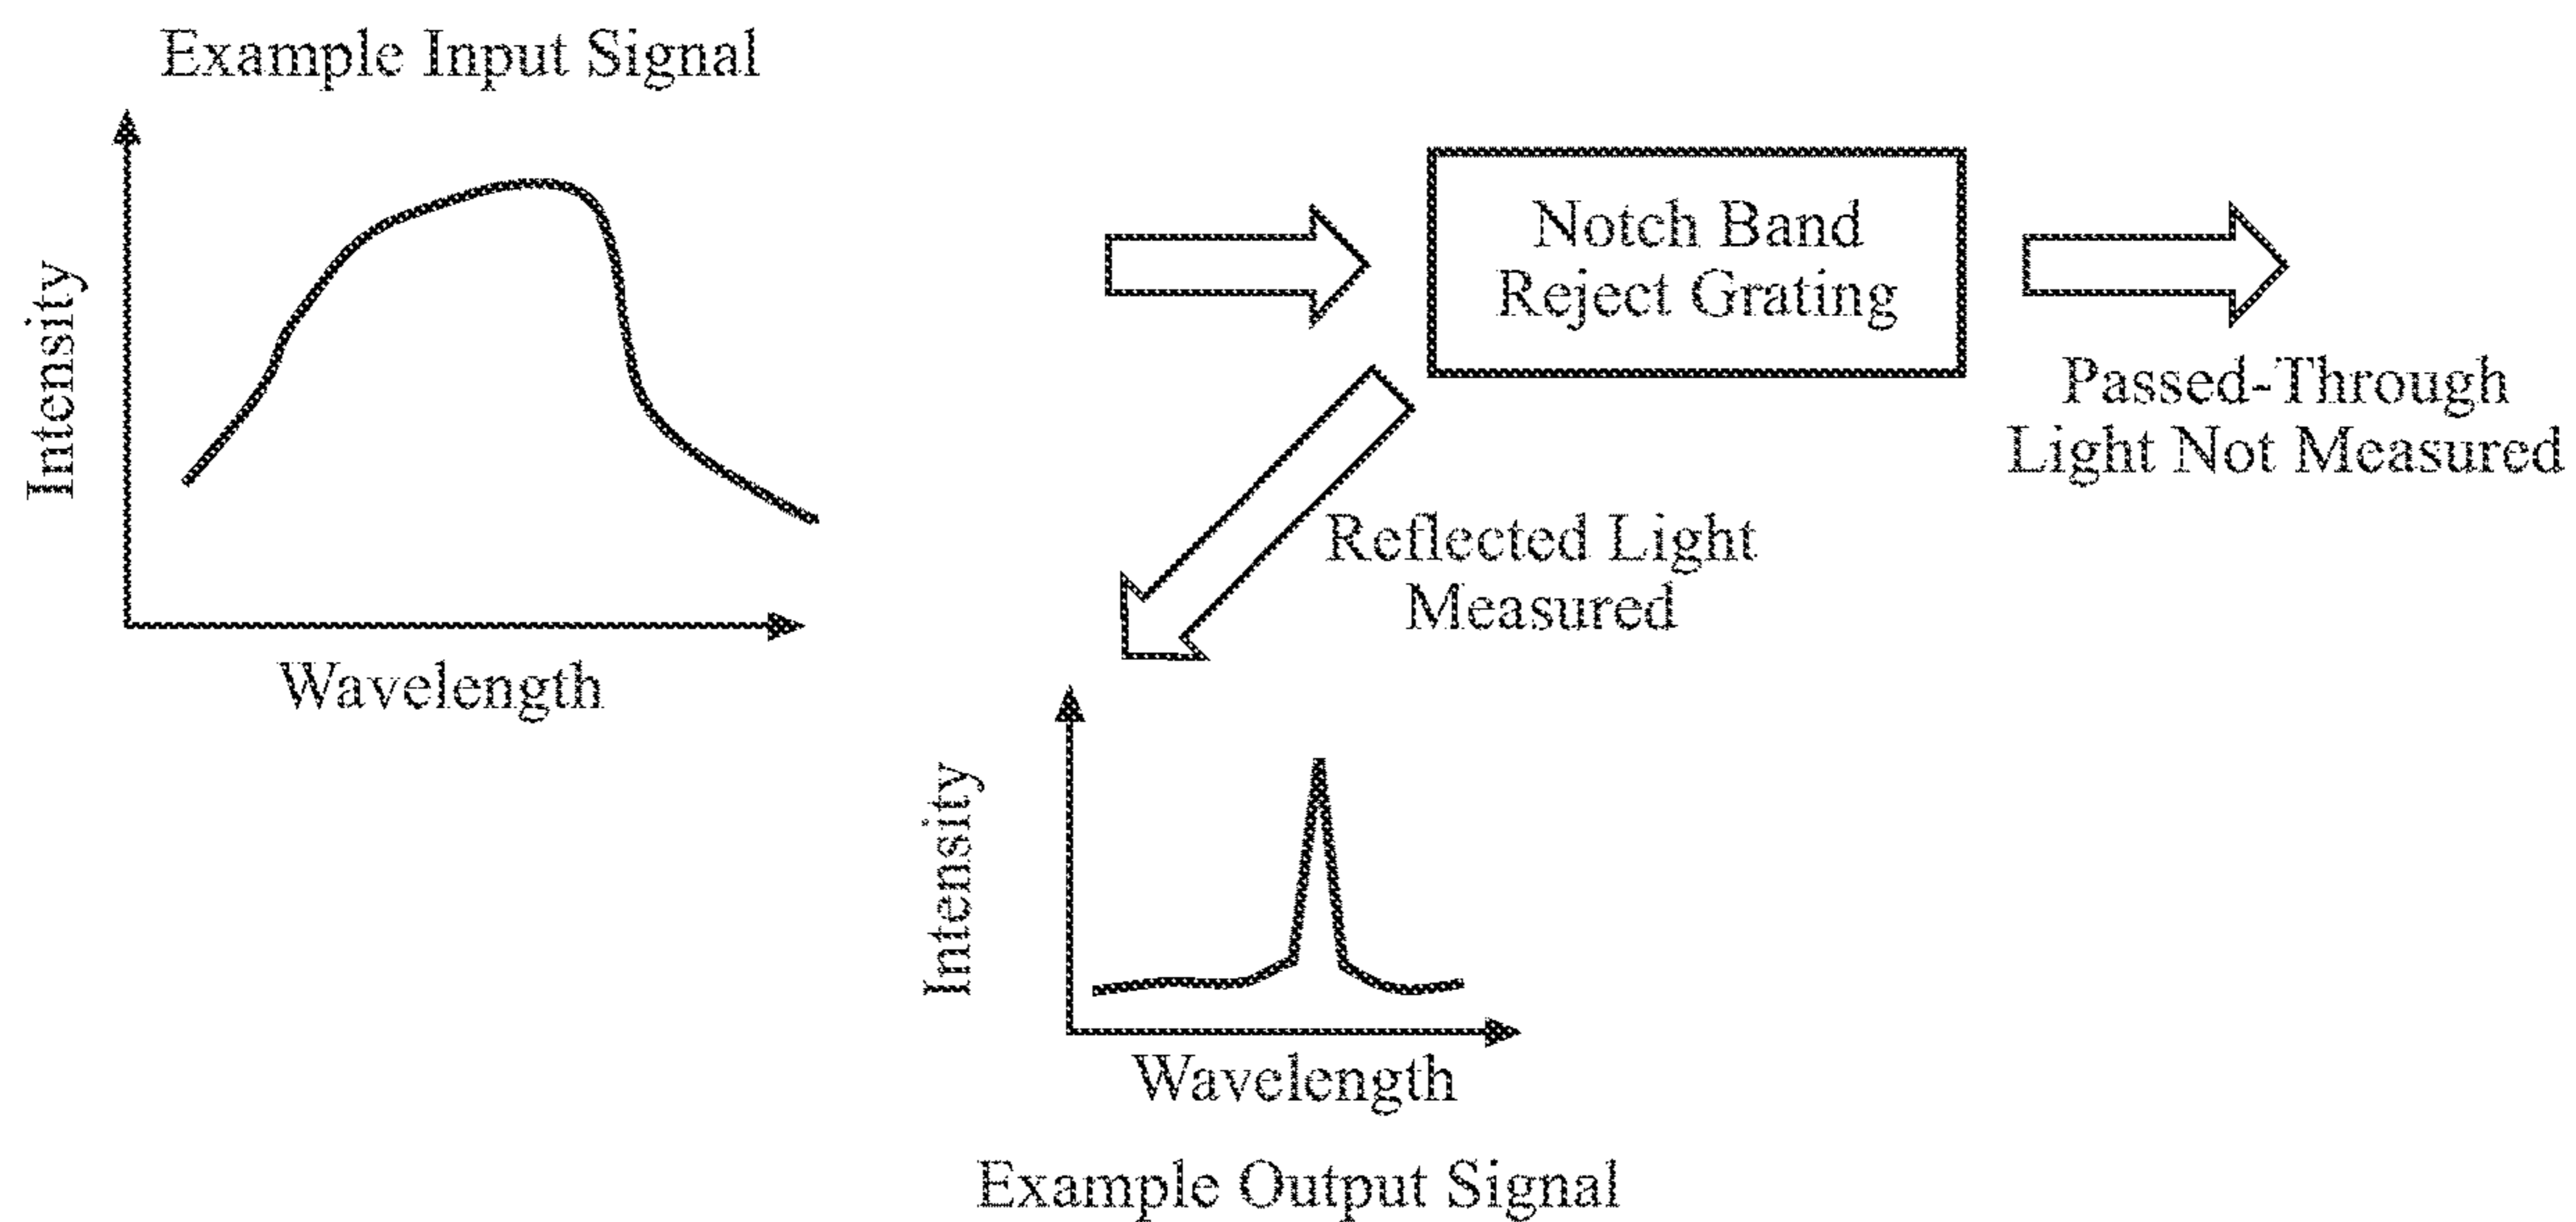 Example Input Signal
Intensity
Wavelength
Notch Band
Reject Grating
Passed-Through
Light Not Measured
Reflected Light
Measured
Intensity
Wavelength
Example Output Signal